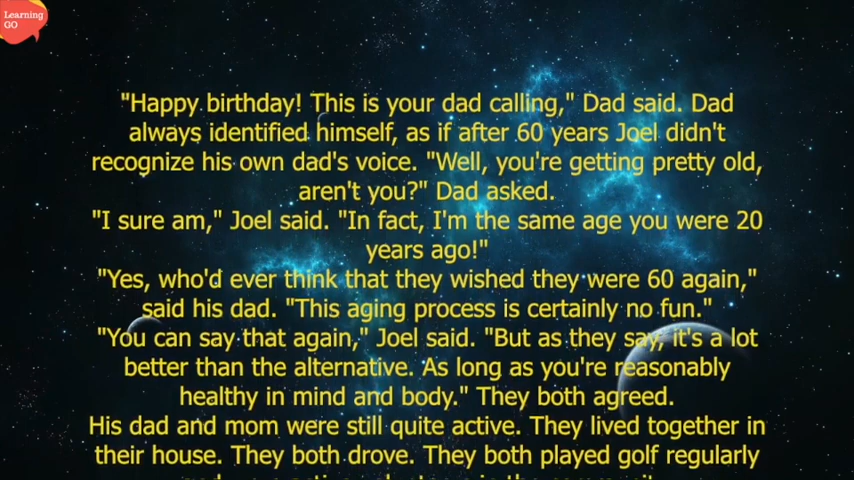 Learning
GO
"Happy birthday! This is your dad calling," Dad said. Dad
always identified himself, as if after 60 years Joel didn't
recognize his own dad's voice. "Well, you're getting pretty old,
aren't you?" Dad asked.
"I sure am," Joel said. "In fact, I'm the same age you were 20
years ago!"
"Yes, who'd ever think that they wished they were 60 again,"
said his dad. "This aging process is certainly no fun."
"You can say that again," Joel said. "But as they say, it's a lot
better than the alternative. As long as you're reasonably
healthy in mind and body." They both agreed.
His dad and mom were still quite active. They lived together in
their house. They both drove. They both played golf regularly